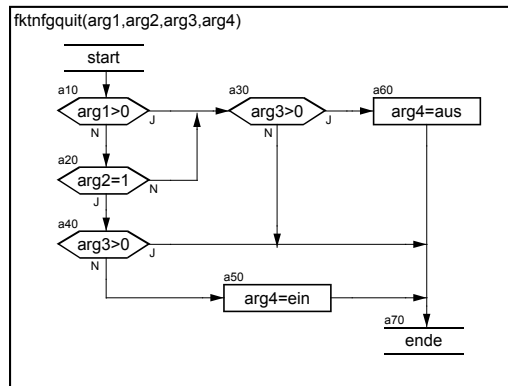 fktnfgquit(arg1,arg2,arg3,arg4)
start
a10
arg1>0
J
N
a30
arg3>0
J
N
a60
arg4=aus
a20
arg2=1
N
J
a40
arg3>0
J
N
a50
arg4=ein
a70
ende